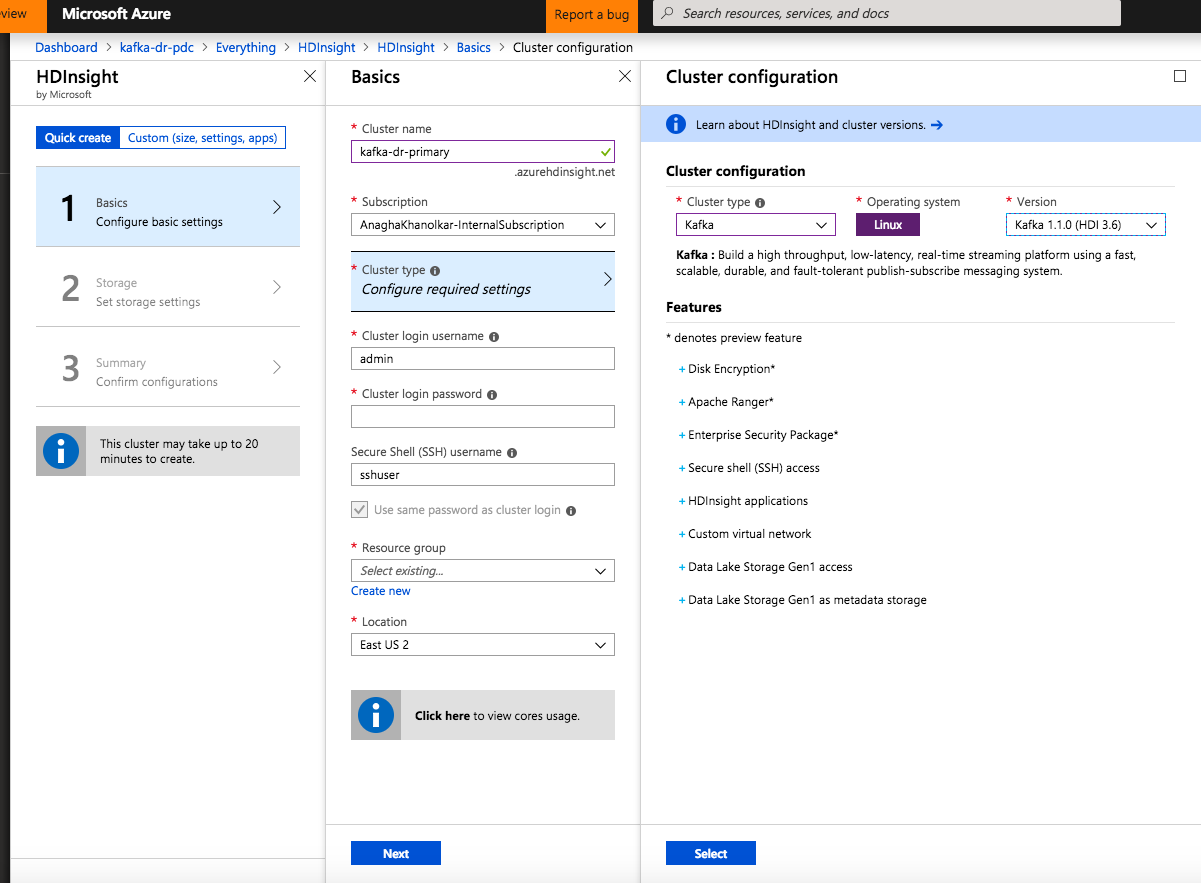 view
Microsoft Azure
Report a bug
Search resources, services, and docs
Dashboard > kafka-dr-pdc > Everything > HDInsight > HDInsight > Basics > Cluster configuration
HDInsight
by Microsoft
Quick create
Custom (size, settings, apps)
1
Basics
Configure basic settings
2
Storage
Set storage settings
3
Summary
Confirm configurations
This cluster may take up to 20
minutes to create.
Basics
* Cluster name
kafka-dr-primary
.azurehdinsight.net
* Subscription
AnaghaKhanolkar-InternalSubscription
* Cluster type
Configure required settings
* Cluster login username
admin
* Cluster login password
Secure Shell (SSH) username
sshuser
Use same password as cluster login
* Resource group
Select existing...
Create new
* Location
East US 2
Click here to view cores usage.
Next
Cluster configuration
Learn about HDInsight and cluster versions. →
Cluster configuration
* Cluster type
Kafka
* Operating system
Linux
* Version
Kafka 1.1.0 (HDI 3.6)
Kafka : Build a high throughput, low-latency, real-time streaming platform using a fast,
scalable, durable, and fault-tolerant publish-subscribe messaging system.
Features
* denotes preview feature
+ Disk Encryption*
+ Apache Ranger*
+ Enterprise Security Package*
+ Secure shell (SSH) access
+ HDInsight applications
+ Custom virtual network
+ Data Lake Storage Gen1 access
+ Data Lake Storage Gen1 as metadata storage
Select